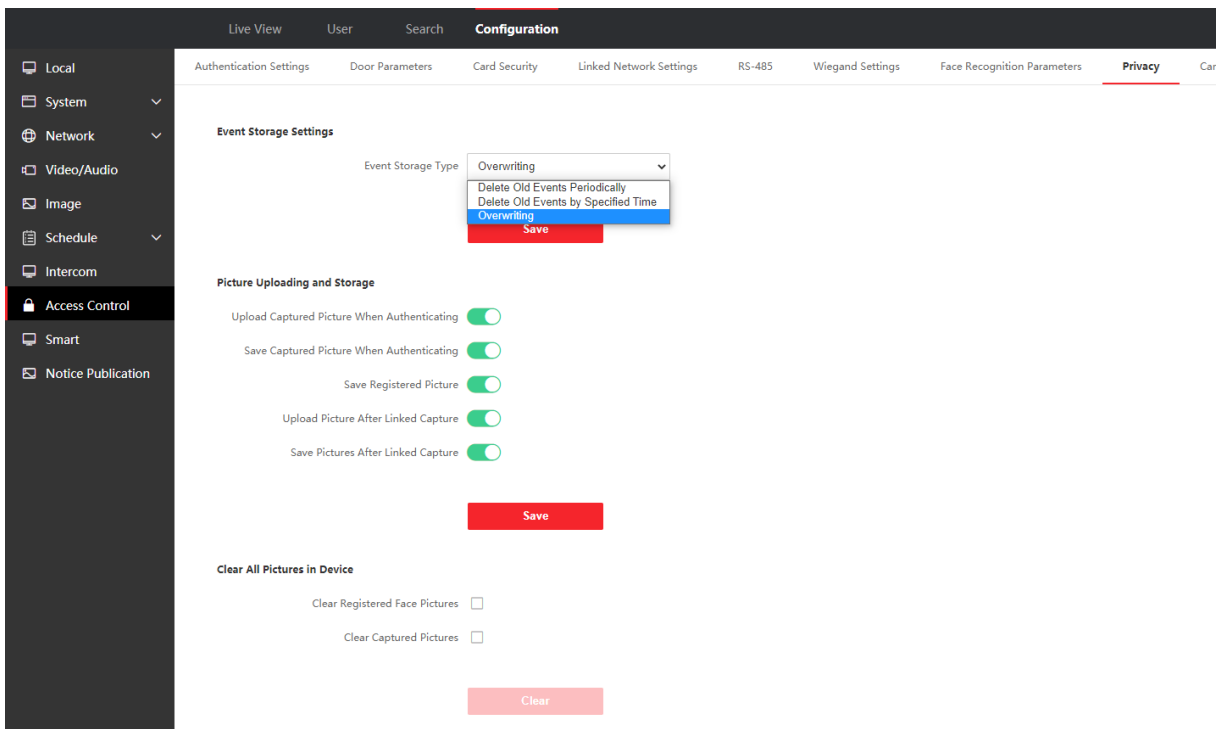 Live View User Search Configuration
Local
System
Network
Video/Audio
Image
Schedule
Intercom
Access Control
Smart
Notice Publication
Authentication Settings Door Parameters Card Security Linked Network Settings RS-485 Wiegand Settings Face Recognition Parameters Privacy Car
Event Storage Settings
Event Storage Type Overwriting
Delete Old Events Periodically
Delete Old Events by Specified Time
Overwriting
Save
Picture Uploading and Storage
Upload Captured Picture When Authenticating
Save Captured Picture When Authenticating
Save Registered Picture
Upload Picture After Linked Capture
Save Pictures After Linked Capture
Save
Clear All Pictures in Device
Clear Registered Face Pictures
Clear Captured Pictures
Clear